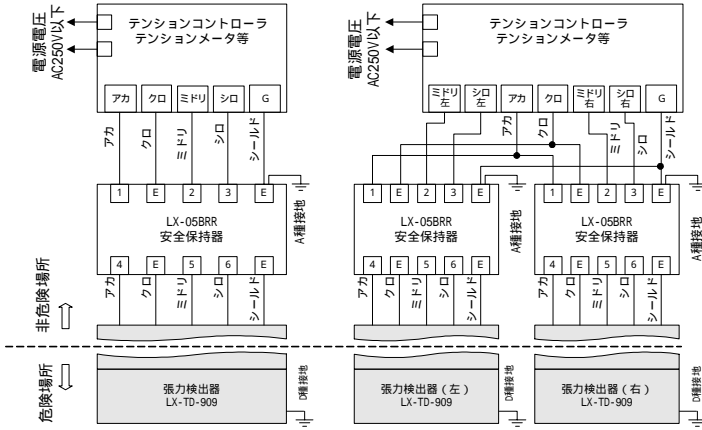 電源電圧
AC250V以下
テンションコントローラ
テンションメータ等
アカ クロ ミドリ シロ G
アカ クロ ミドリ シロ シールド
1 E 2 3 E
LX-05BRR
安全保持器
A種接地
4 E 5 6 E
アカ クロ ミドリ シロ シールド
電源電圧
AC250V以下
テンションコントローラ
テンションメータ等
ミドリ左 シロ左 アカ クロ ミドリ右 シロ右 G
アカ クロ ミドリ シロ シールド
1 E 2 3 E
LX-05BRR
安全保持器
A種接地
4 E 5 6 E
アカ クロ ミドリ シロ シールド
1 E 2 3 E
LX-05BRR
安全保持器
A種接地
4 E 5 6 E
アカ クロ ミドリ シロ シールド
非危険場所
危険場所
張力検出器
LX-TD-909
D種接地
張力検出器(左)
LX-TD-909
D種接地
張力検出器(右)
LX-TD-909
D種接地